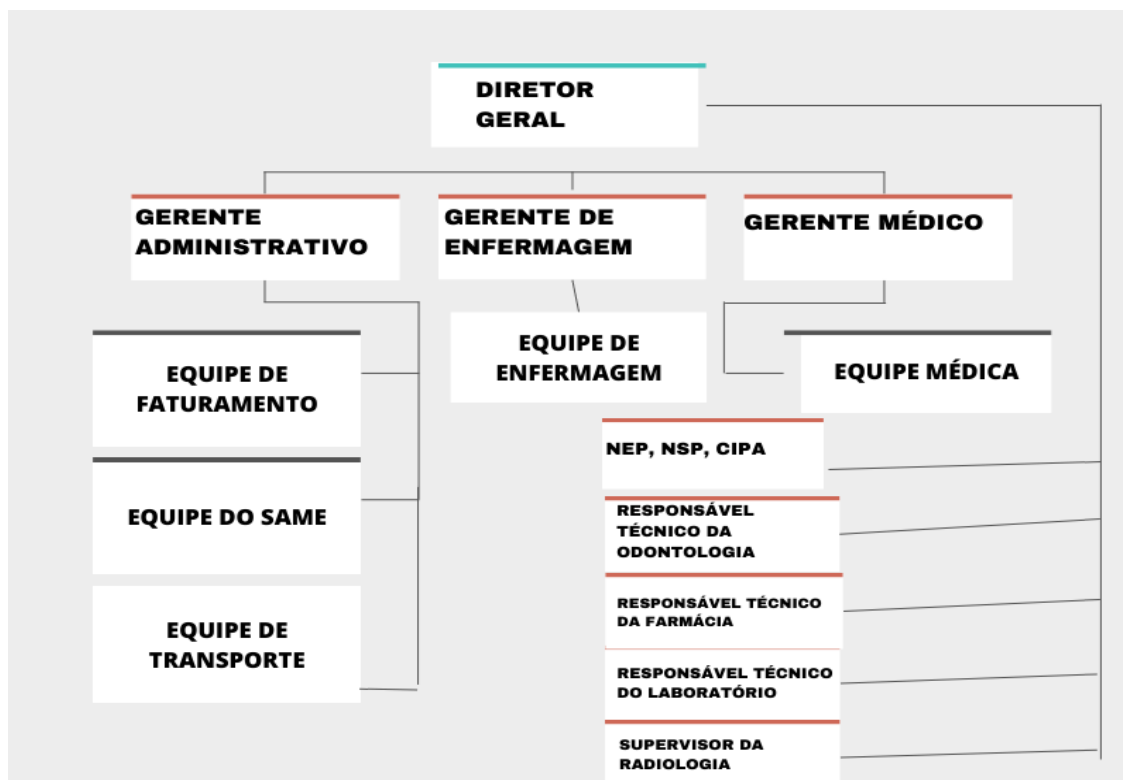 DIRETOR
GERAL
GERENTE
ADMINISTRATIVO
GERENTE DE
ENFERMAGEM
GERENTE MÉDICO
EQUIPE DE
FATURAMENTO
EQUIPE DE
ENFERMAGEM
EQUIPE MÉDICA
NEP, NSP, CIPA
EQUIPE DO SAME
RESPONSÁVEL
TÉCNICO DA
ODONTOLOGIA
RESPONSÁVEL TÉCNICO
DA FARMÁCIA
EQUIPE DE
TRANSPORTE
RESPONSÁVEL TÉCNICO
DO LABORATÓRIO
SUPERVISOR DA
RADIOLOGIA